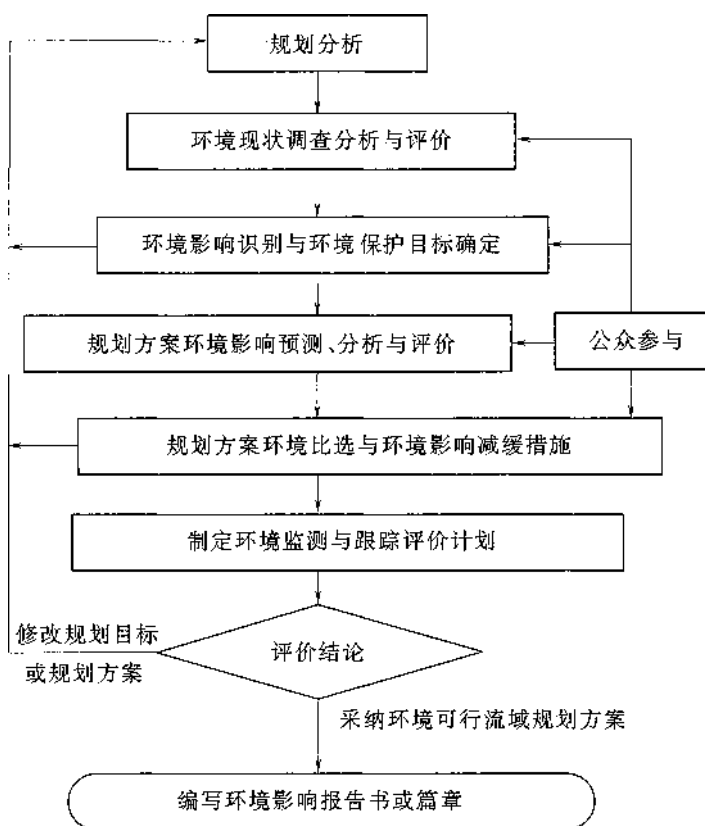 规划分析
环境现状调查分析与评价
环境影响识别与环境保护目标确定
规划方案环境影响预测、分析与评价
公众参与
规划方案环境比选与环境影响减缓措施
制定环境监测与跟踪评价计划
修改规划目标
或规划方案
评价结论
采纳环境可行流域规划方案
编写环境影响报告书或篇章